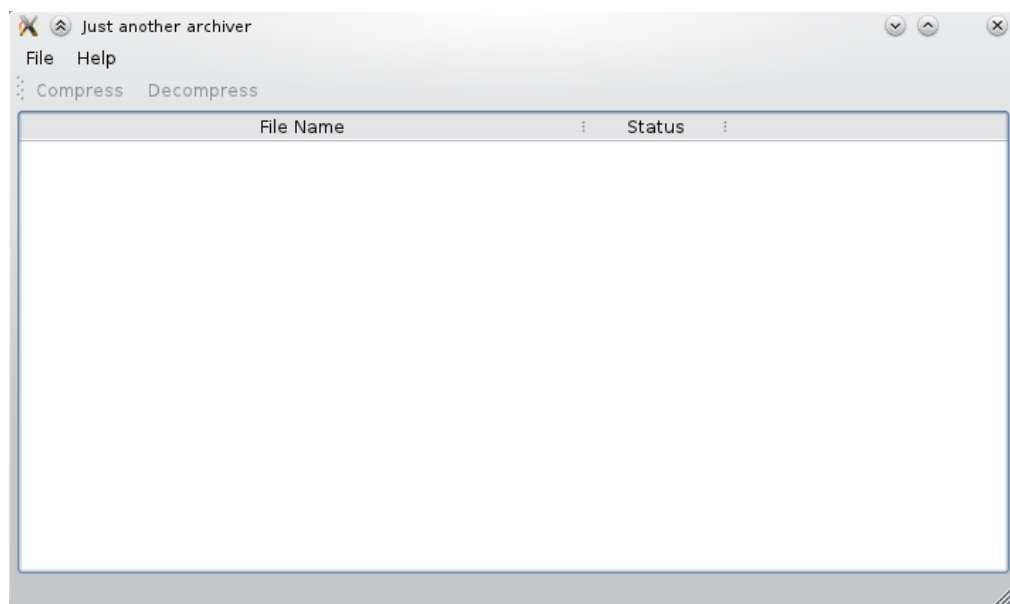 Just another archiver
File Help
Compress Decompress
File Name Status